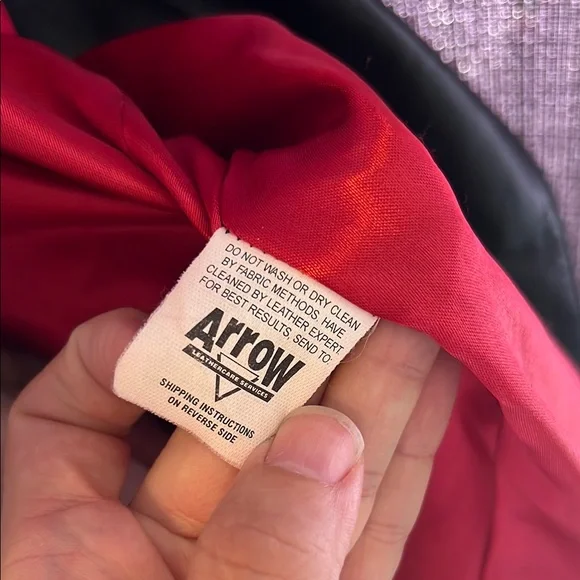 DO NOT WASH OR DRY CLEAN
BY FABRIC METHODS. HAVE
CLEANED BY LEATHER EXPERT
FOR BEST RESULTS, SEND TO:
Arrow
LEATHERCARE SERVICES
SHIPPING INSTRUCTIONS
ON REVERSE SIDE